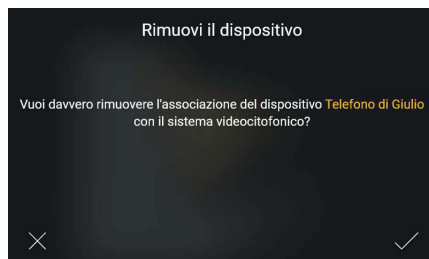 Rimuovi il dispositivo
Vuoi davvero rimuovere l'associazione del dispositivo Telefono di Giulio
con il sistema videocitofonico?